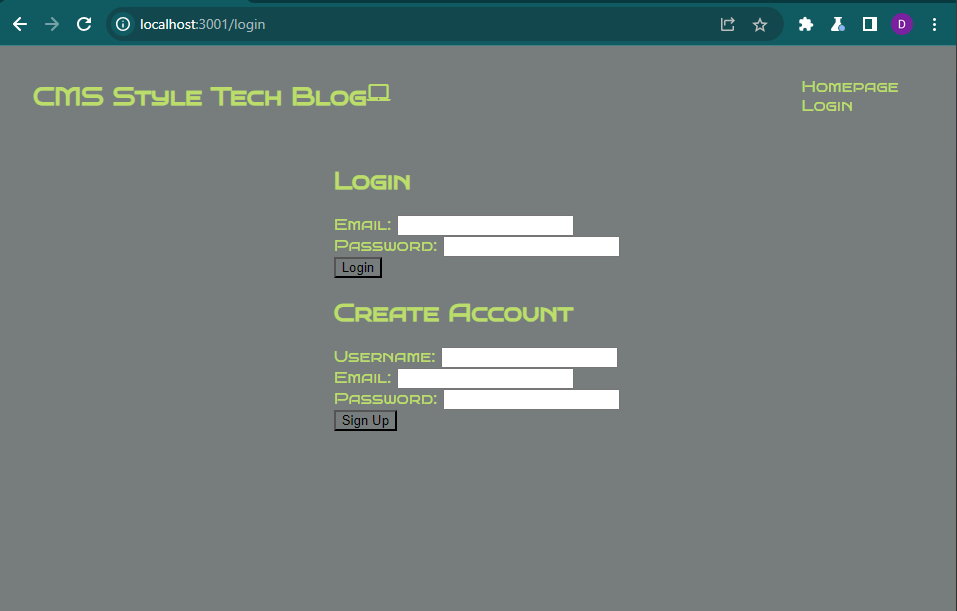 localhost:3001/login
D
CMS Style Tech Blog
Homepage
Login
Login
Email:
Password:
Login
Create Account
Username:
Email:
Password:
Sign Up